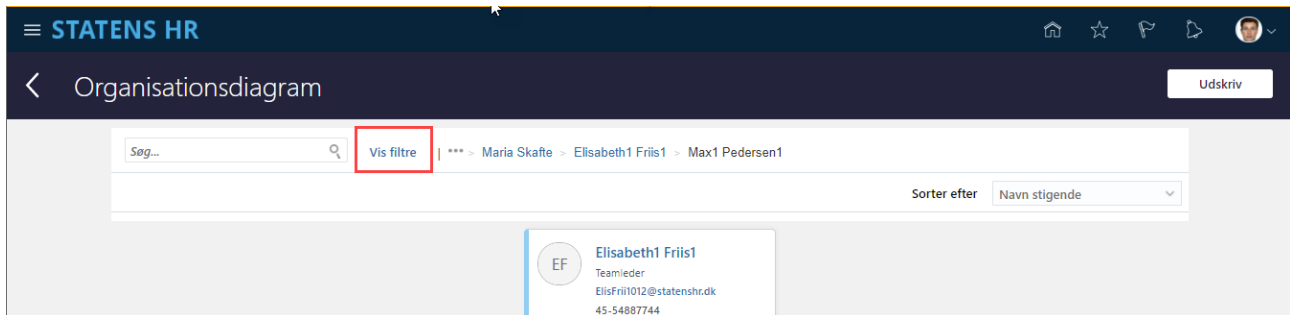 STATENS HR
Organisationsdiagram
Udskriv
Søg... Vis filtre | *** > Maria Skafte > Elisabeth1 Friis1 > Max1 Pedersen1
Sorter efter Navn stigende
EF
Elisabeth1 Friis1
Teamleder
ElisFrii1012@statenshr.dk
45-54887744